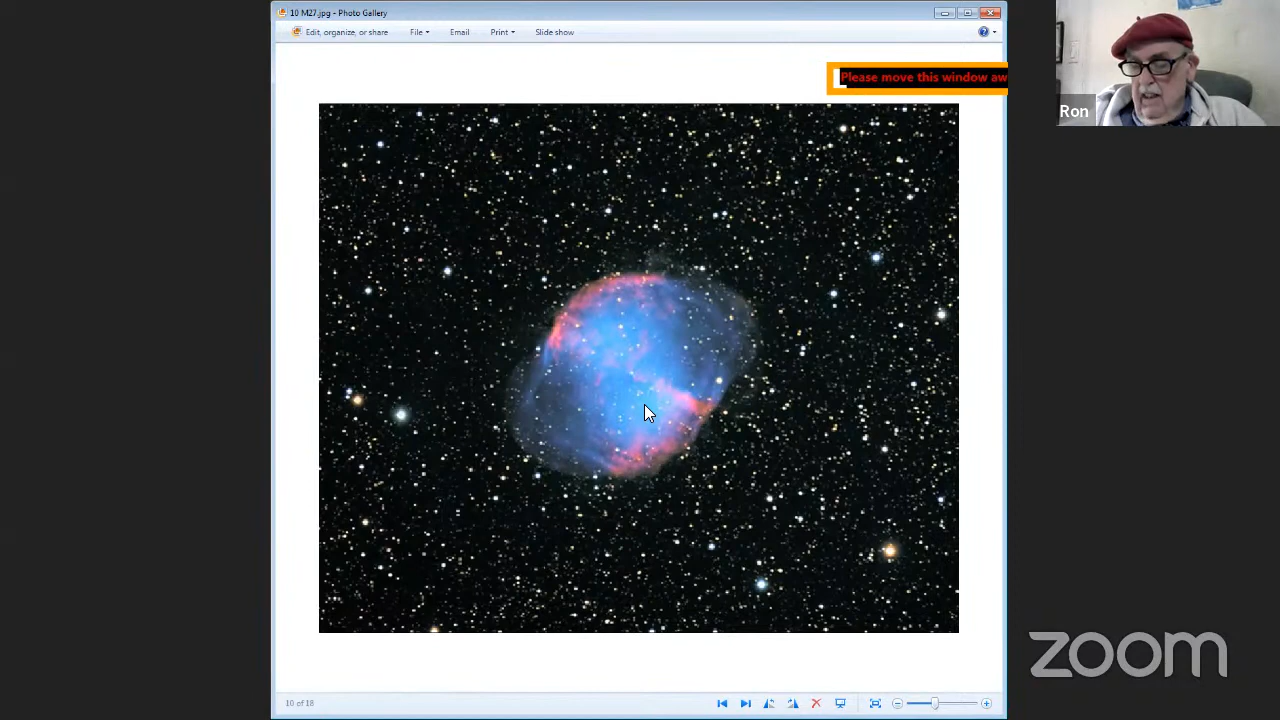 10 M27.jpg - Photo Gallery
Edit, organize, or share File Email Print Slide show
Please move this window aw
Ron
zoom
10 of 18